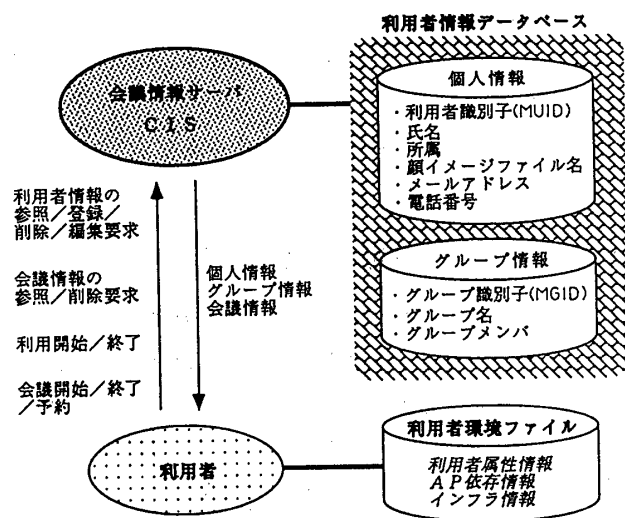 利用者情報データベース
会議情報サーバ
CIS
個人情報
・利用者識別子(MUID)
・氏名
・所属
・顔イメージファイル名
・メールアドレス
・電話番号
グループ情報
・グループ識別子(MGID)
・グループ名
・グループメンバ
利用者情報の
参照/登録/
削除/編集要求
会議情報の
参照/削除要求
利用開始/終了
会議開始/終了
/予約
個人情報
グループ情報
会議情報
利用者
利用者環境ファイル
利用者属性情報
AP依存情報
インフラ情報